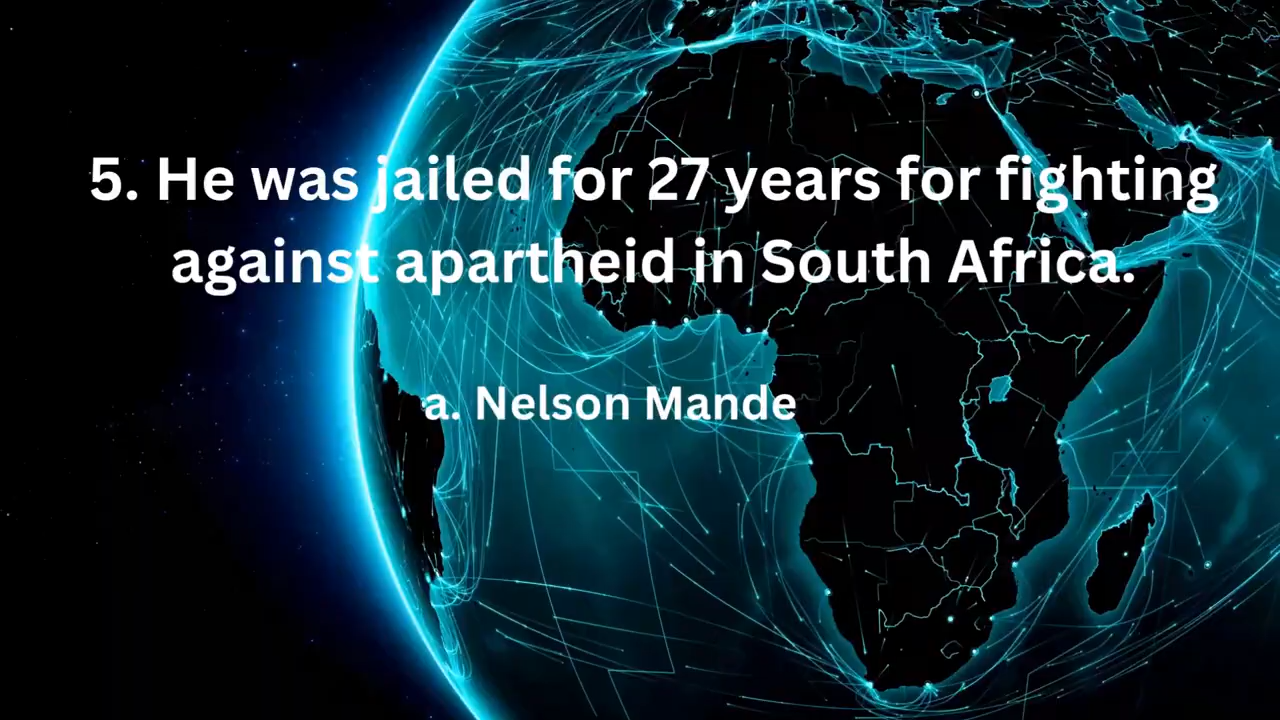 5. He was jailed for 27 years for fighting
against apartheid in South Africa.
a. Nelson Mande